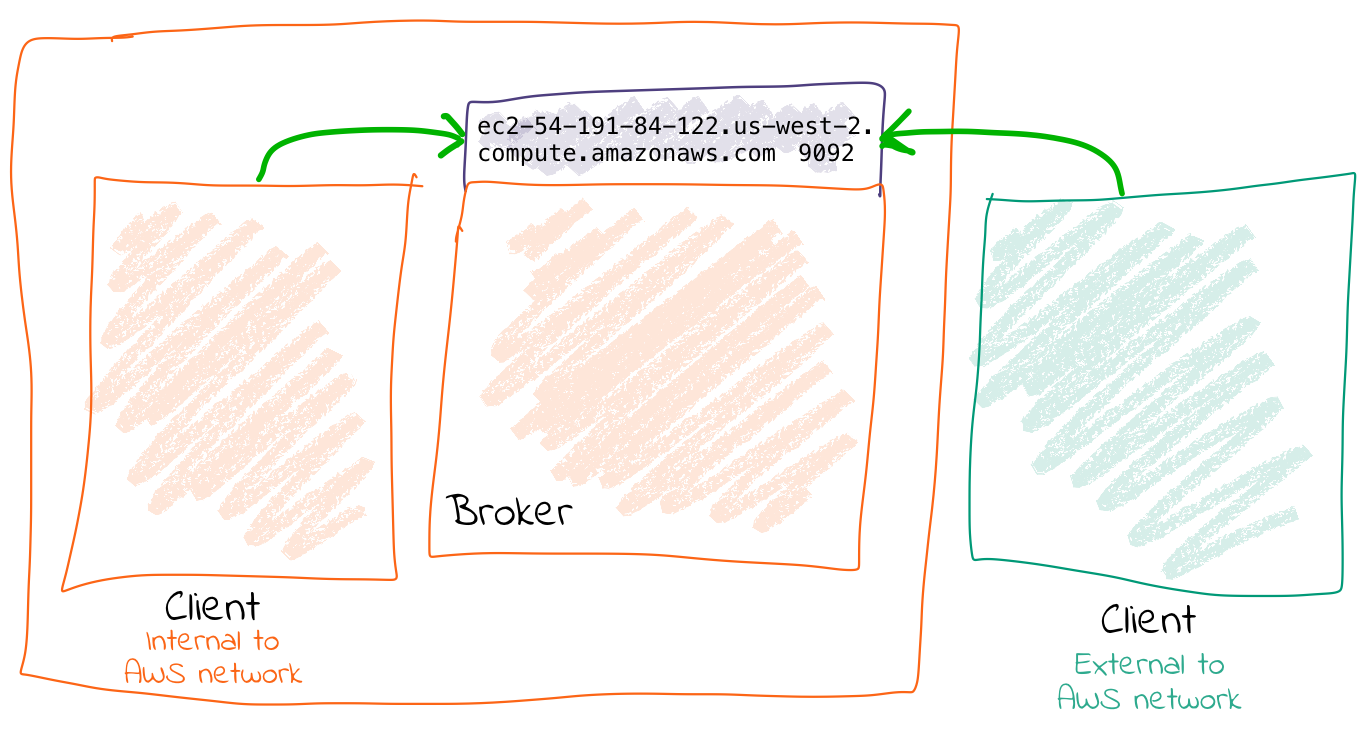 ec2-54-191-84-122.us-west-2.
compute.amazonaws.com 9092
Broker
Client
Internal to
AWS network
Client
External to
AWS network